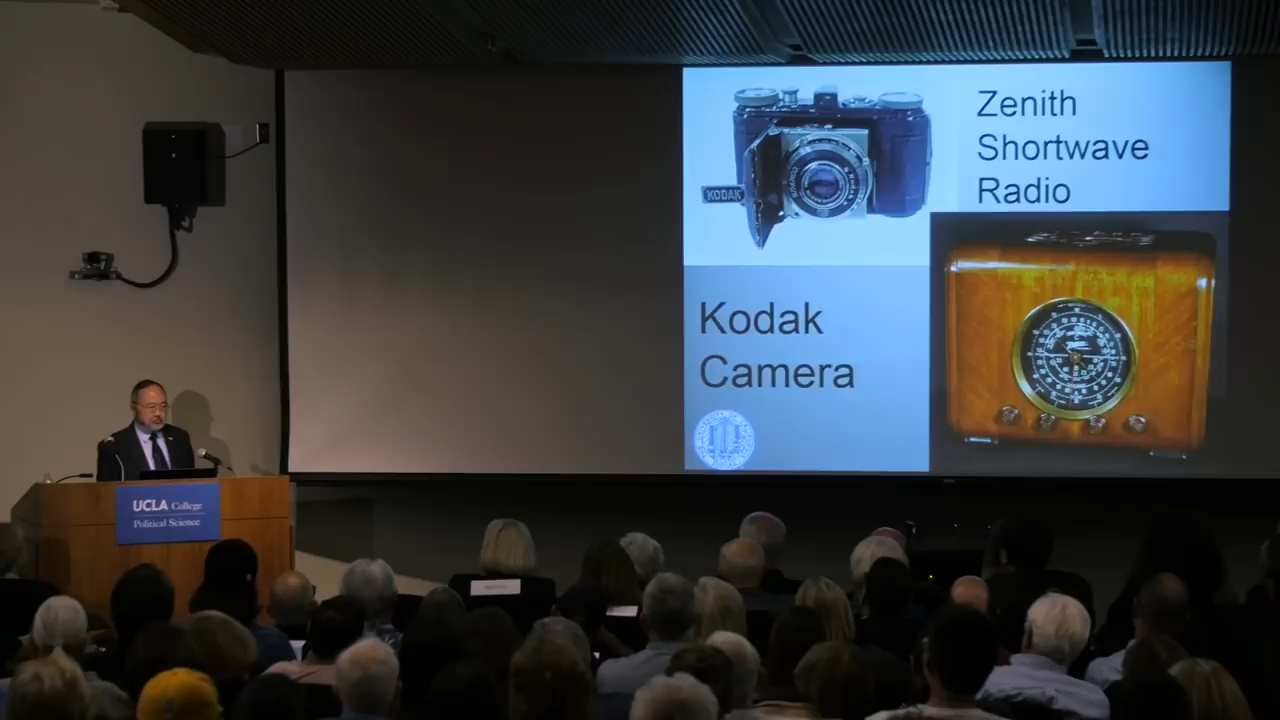 Zenith
Shortwave
Radio
KODAK
Kodak
Camera
UCLA College
Political Science